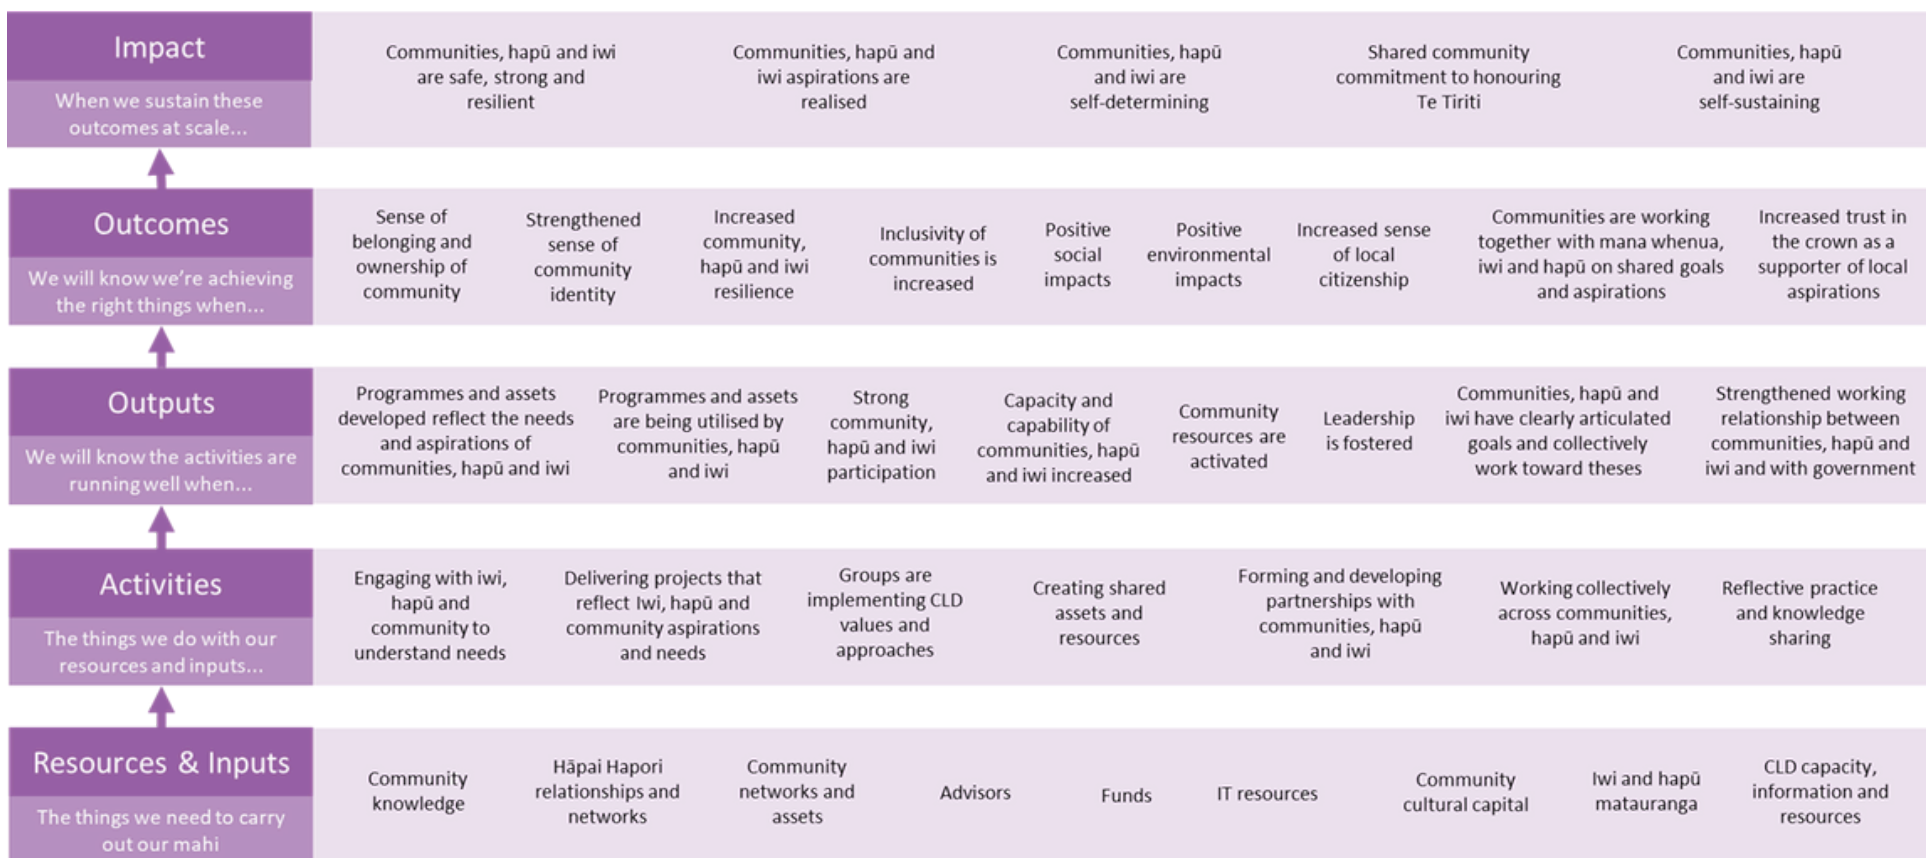 Impact
When we sustain these
outcomes at scale...
Communities, hapū and iwi
are safe, strong and
resilient
Communities, hapū and
iwi aspirations are
realised
Communities, hapū
and iwi are
self-determining
Shared community
commitment to honouring
Te Tiriti
Communities, hapū
and iwi are
self-sustaining
Outcomes
We will know we're achieving
the right things when...
Sense of
belonging and
ownership of
community
Strengthened
sense of
community
identity
Increased
community,
hapū and iwi
resilience
Inclusivity of
communities is
increased
Positive
social
impacts
Positive
environmental
impacts
Increased sense
of local
citizenship
Communities are working
together with mana whenua,
iwi and hapū on shared goals
and aspirations
Increased trust in
the crown as a
supporter of local
aspirations
Outputs
We will know the activities are
running well when...
Programmes and assets
developed reflect the needs
and aspirations of
communities, hapū and iwi
Programmes and assets
are being utilised by
communities, hapū
and iwi
Strong
community,
hapū and iwi
participation
Capacity and
capability of
communities, hapū
and iwi increased
Community
resources are
activated
Leadership
is fostered
Communities, hapū and
iwi have clearly articulated
goals and collectively
work toward theses
Strengthened working
relationship between
communities, hapū and
iwi and with government
Activities
The things we do with our
resources and inputs...
Engaging with iwi,
hapū and
community to
understand needs
Delivering projects that
reflect Iwi, hapū and
community aspirations
and needs
Groups are
implementing CLD
values and
approaches
Creating shared
assets and
resources
Forming and developing
partnerships with
communities, hapū
and iwi
Working collectively
across communities,
hapū and iwi
Reflective practice
and knowledge
sharing
Resources & Inputs
The things we need to carry
out our mahi
Community
knowledge
Hāpai Hapori
relationships and
networks
Community
networks and
assets
Advisors
Funds
IT resources
Community
cultural capital
Iwi and hapū
matauranga
CLD capacity,
information and
resources